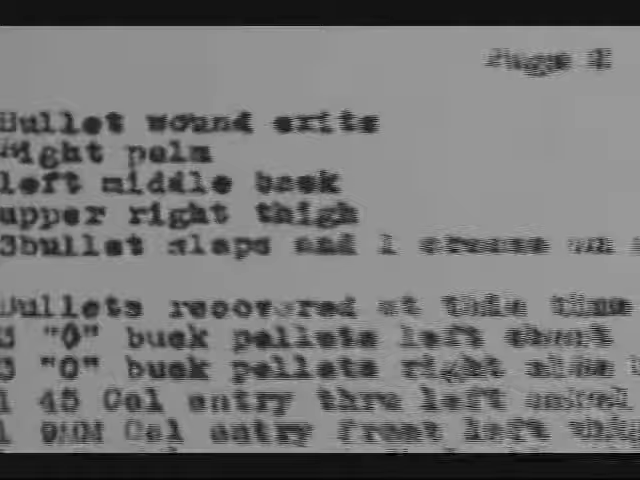 Page
Bullet wound exits
Right palm
left middle back
upper right thigh
3bullet slaps and 1 crease on
Bullets recovered at this time
3 "0" buck pellets left chest
3 "0" buck pellets right
1 45 Cal entry thru left
1 9MM Cal entry front left